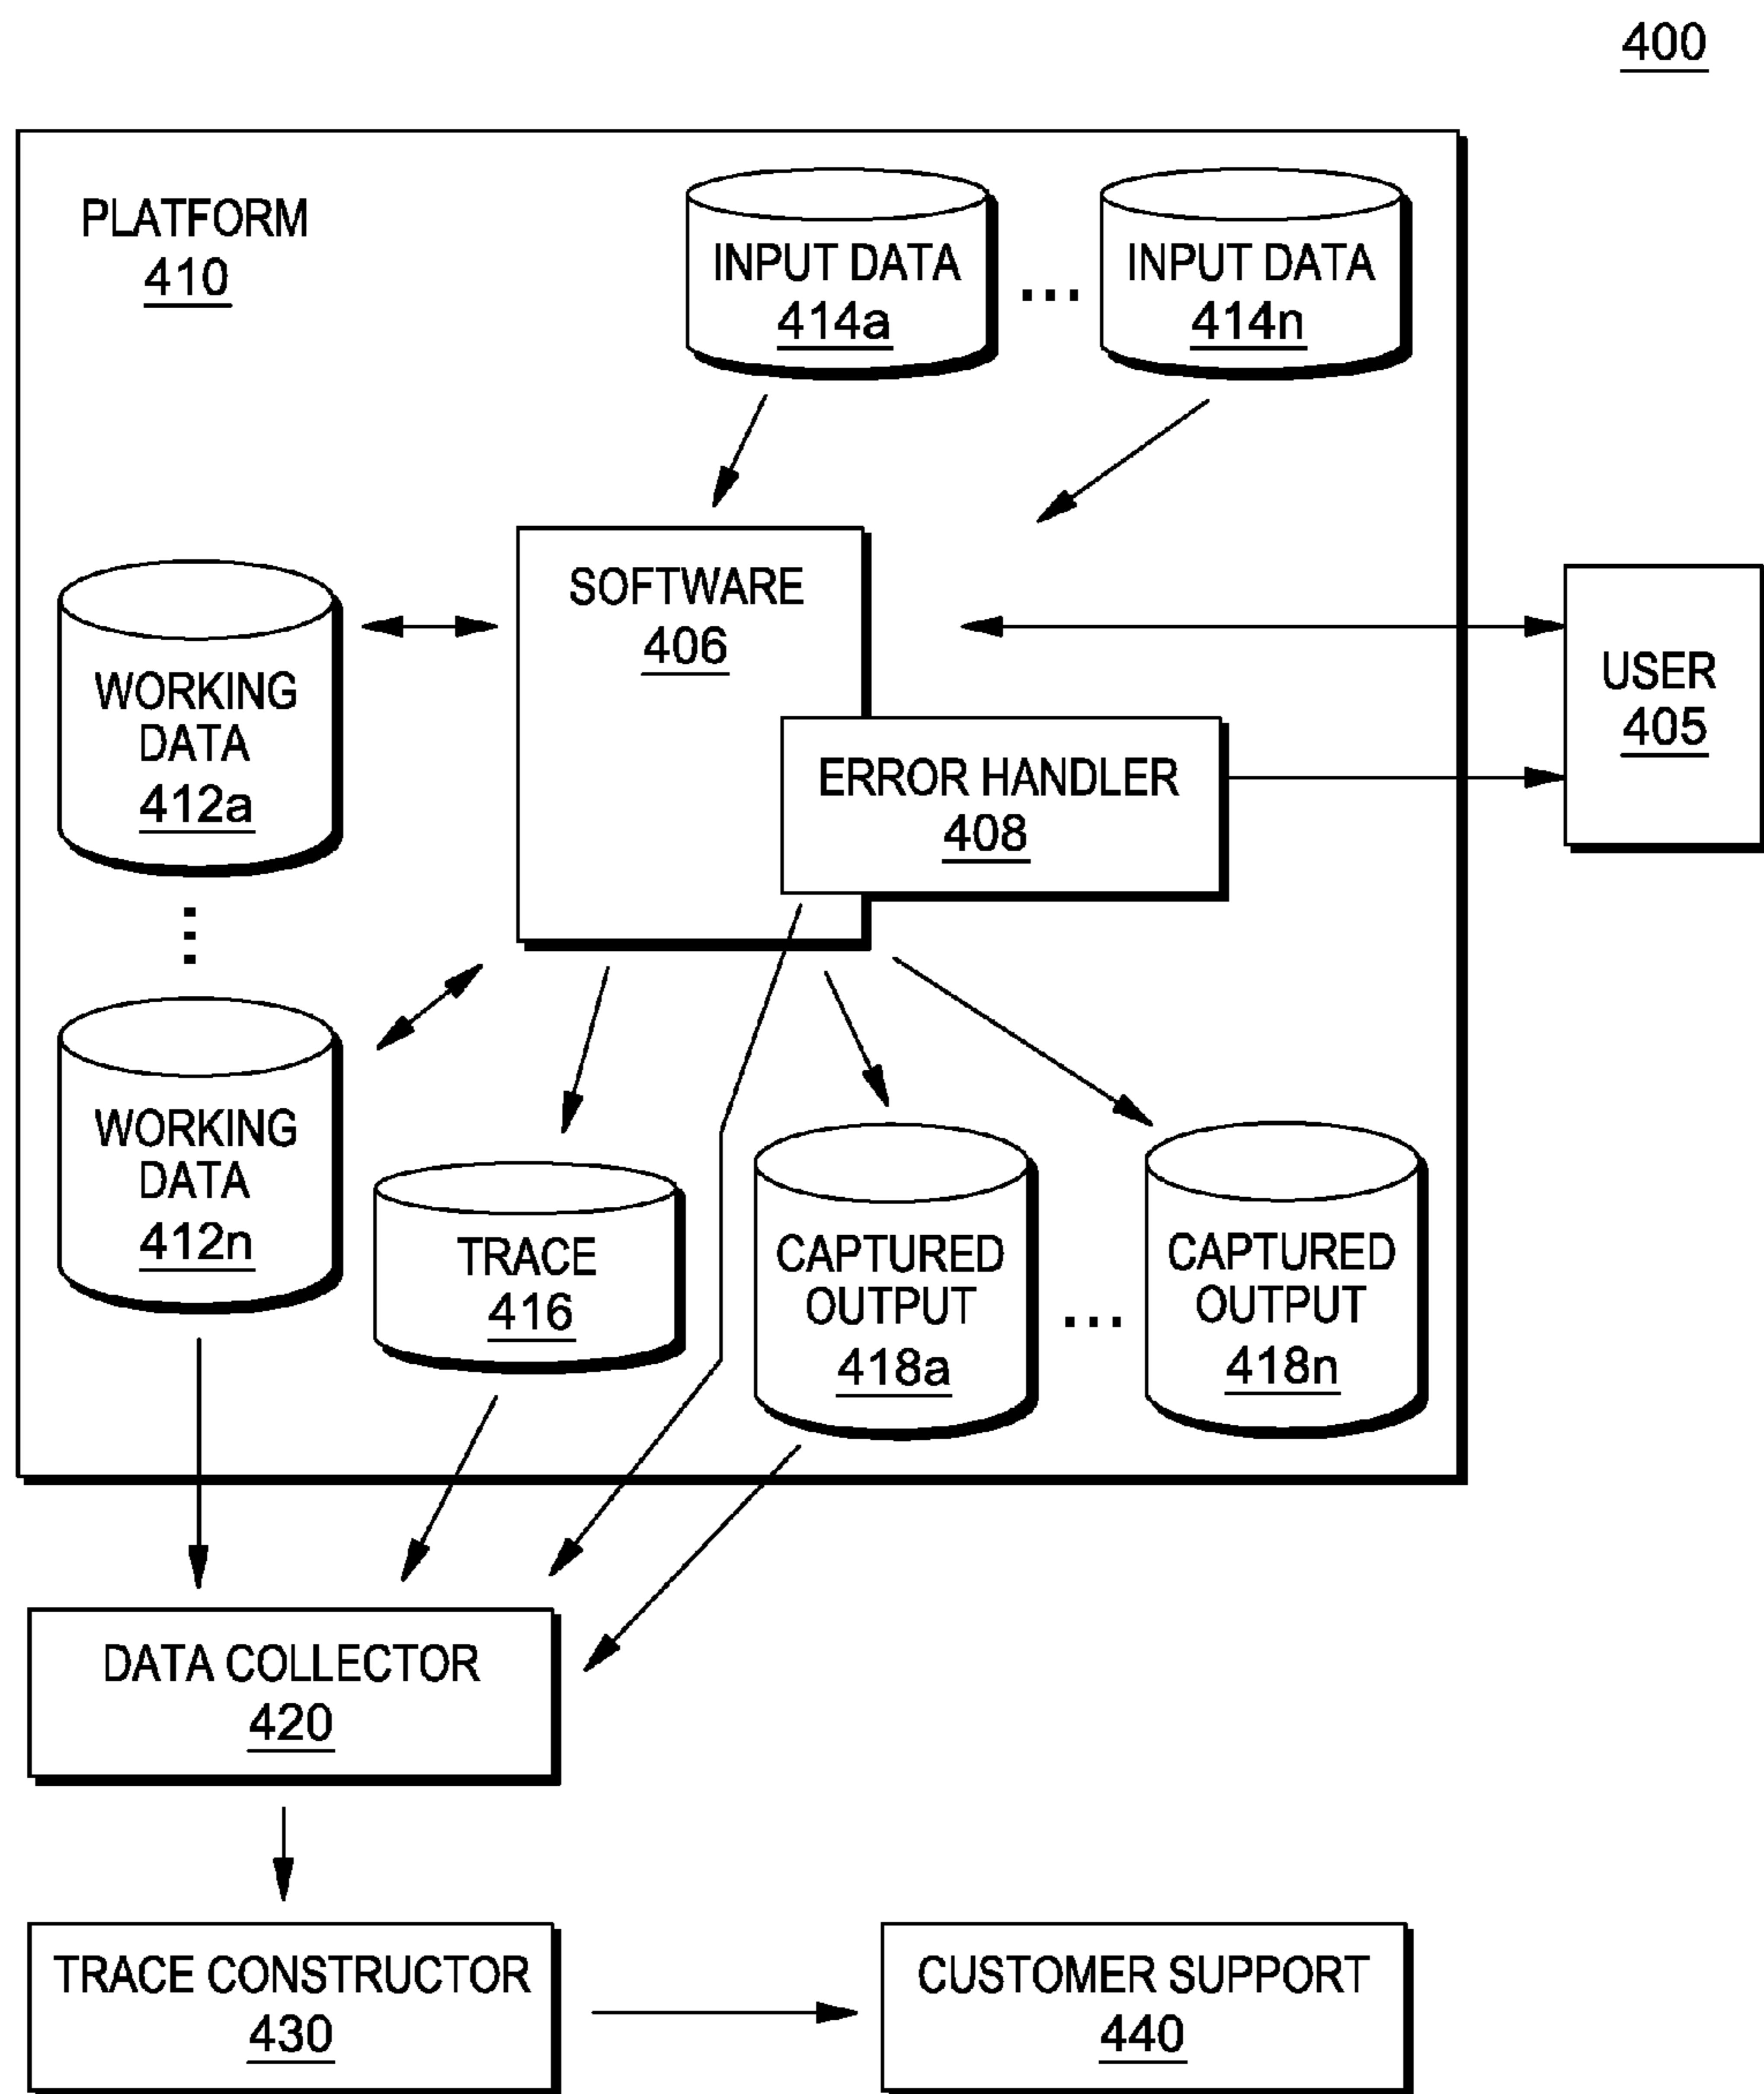 400
PLATFORM
410
INPUT DATA
414a
...
INPUT DATA
414n
SOFTWARE
406
WORKING
DATA
412a
USER
405
ERROR HANDLER
408
WORKING
DATA
412n
TRACE
416
CAPTURED
OUTPUT
418a
...
CAPTURED
OUTPUT
418n
DATA COLLECTOR
420
TRACE CONSTRUCTOR
430
CUSTOMER SUPPORT
440